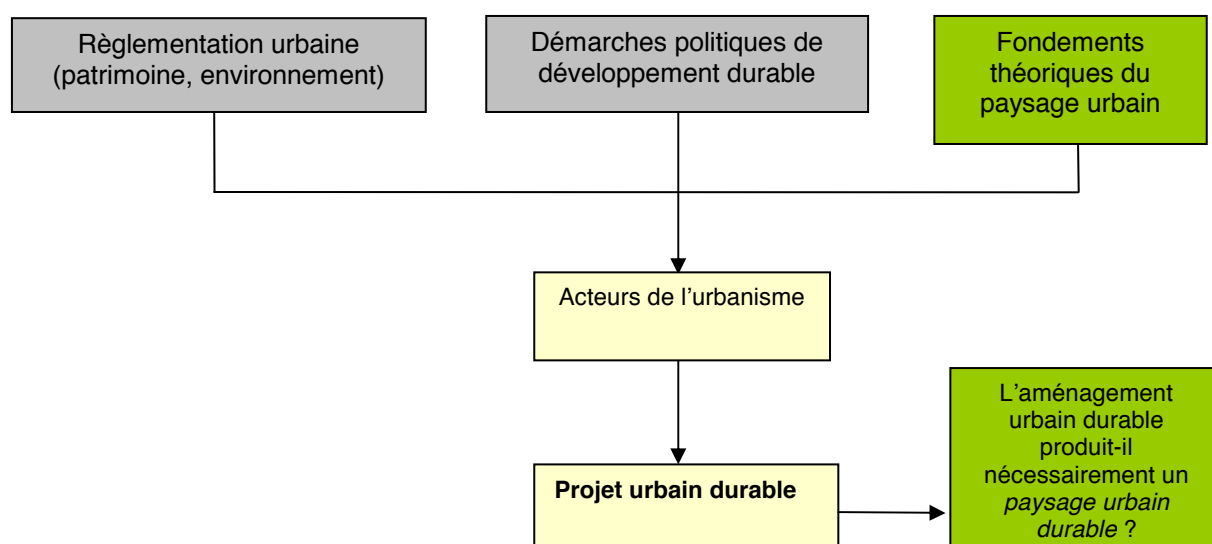 Règlementation urbaine
(patrimoine, environnement)
Démarches politiques de
développement durable
Fondements
théoriques du
paysage urbain
Acteurs de l’urbanisme
Projet urbain durable
L’aménagement
urbain durable
produit-il
nécessairement un
paysage urbain
durable ?